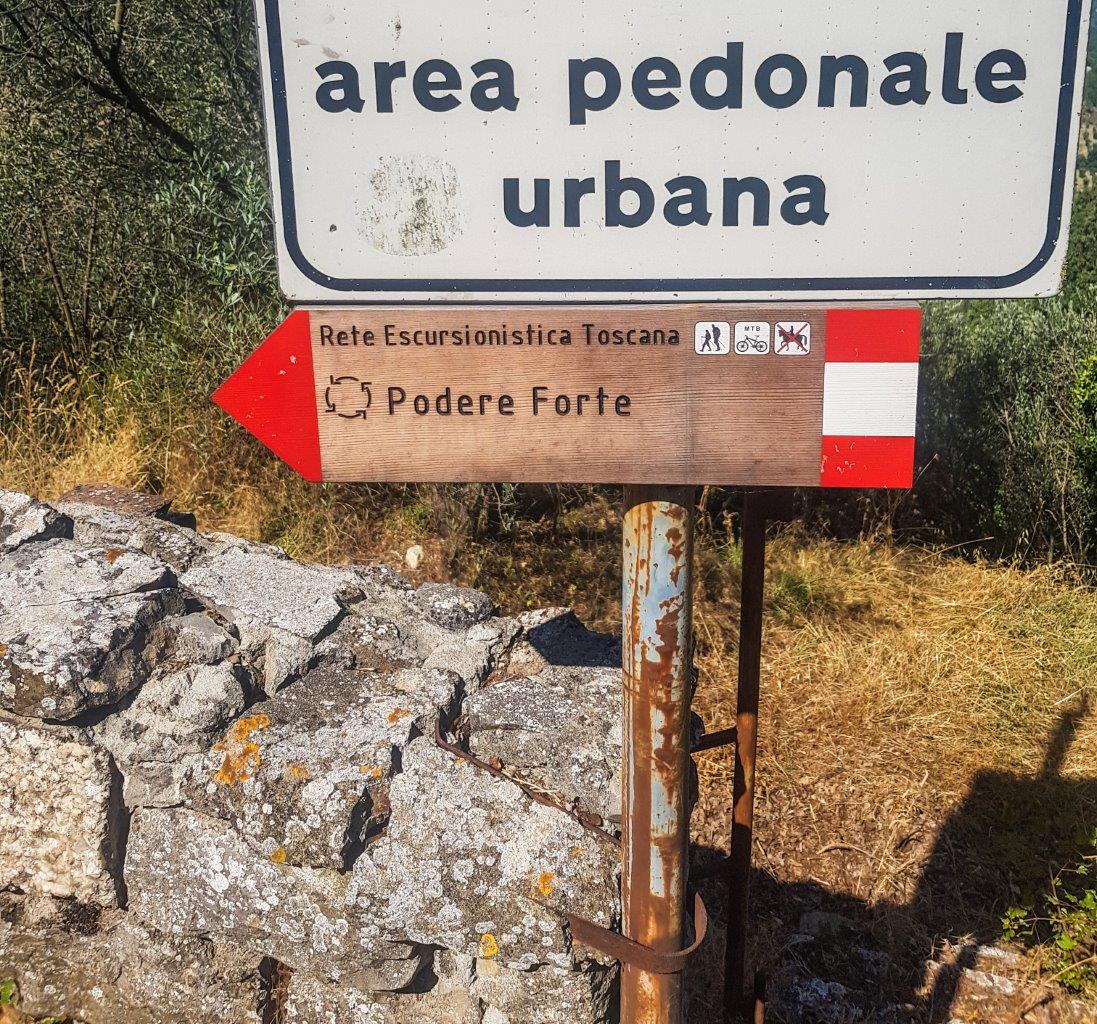 area pedonale
urbana
Rete Escursionistica Toscana
MTB
Podere Forte